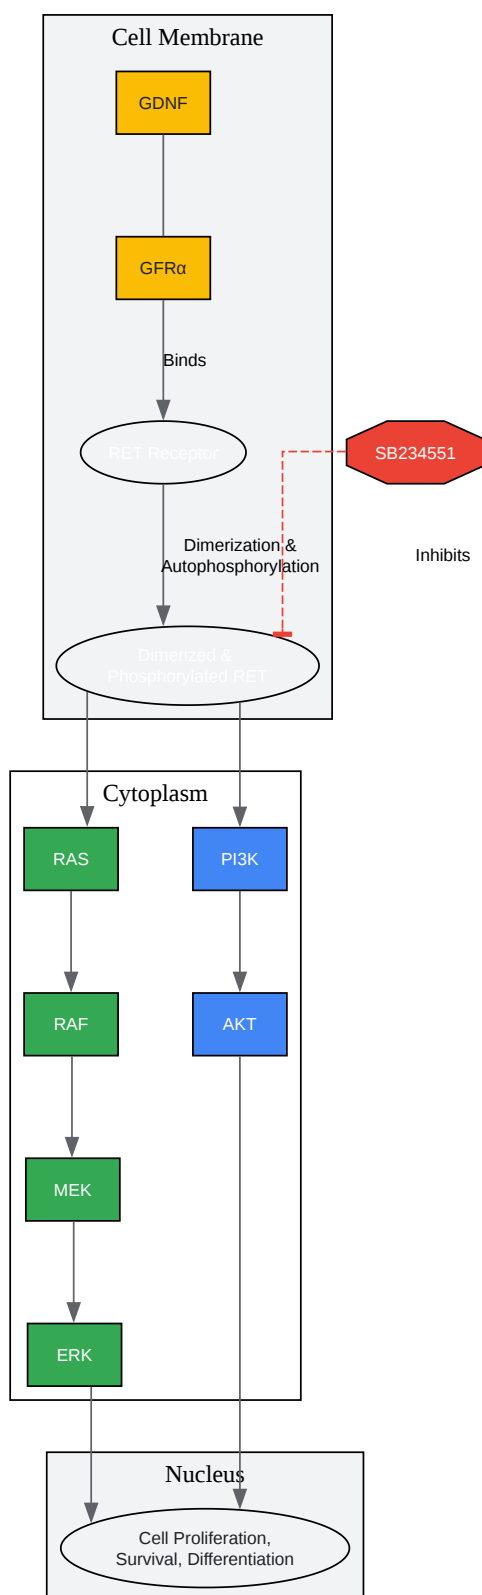 Cell Membrane
GDNF
GFRα
Binds
RET Receptor
SB234551
Dimerization &
Autophosphorylation
Inhibits
Dimerized &
Phosphorylated RET
Cytoplasm
RAS
PI3K
RAF
AKT
MEK
ERK
Nucleus
Cell Proliferation,
Survival, Differentiation